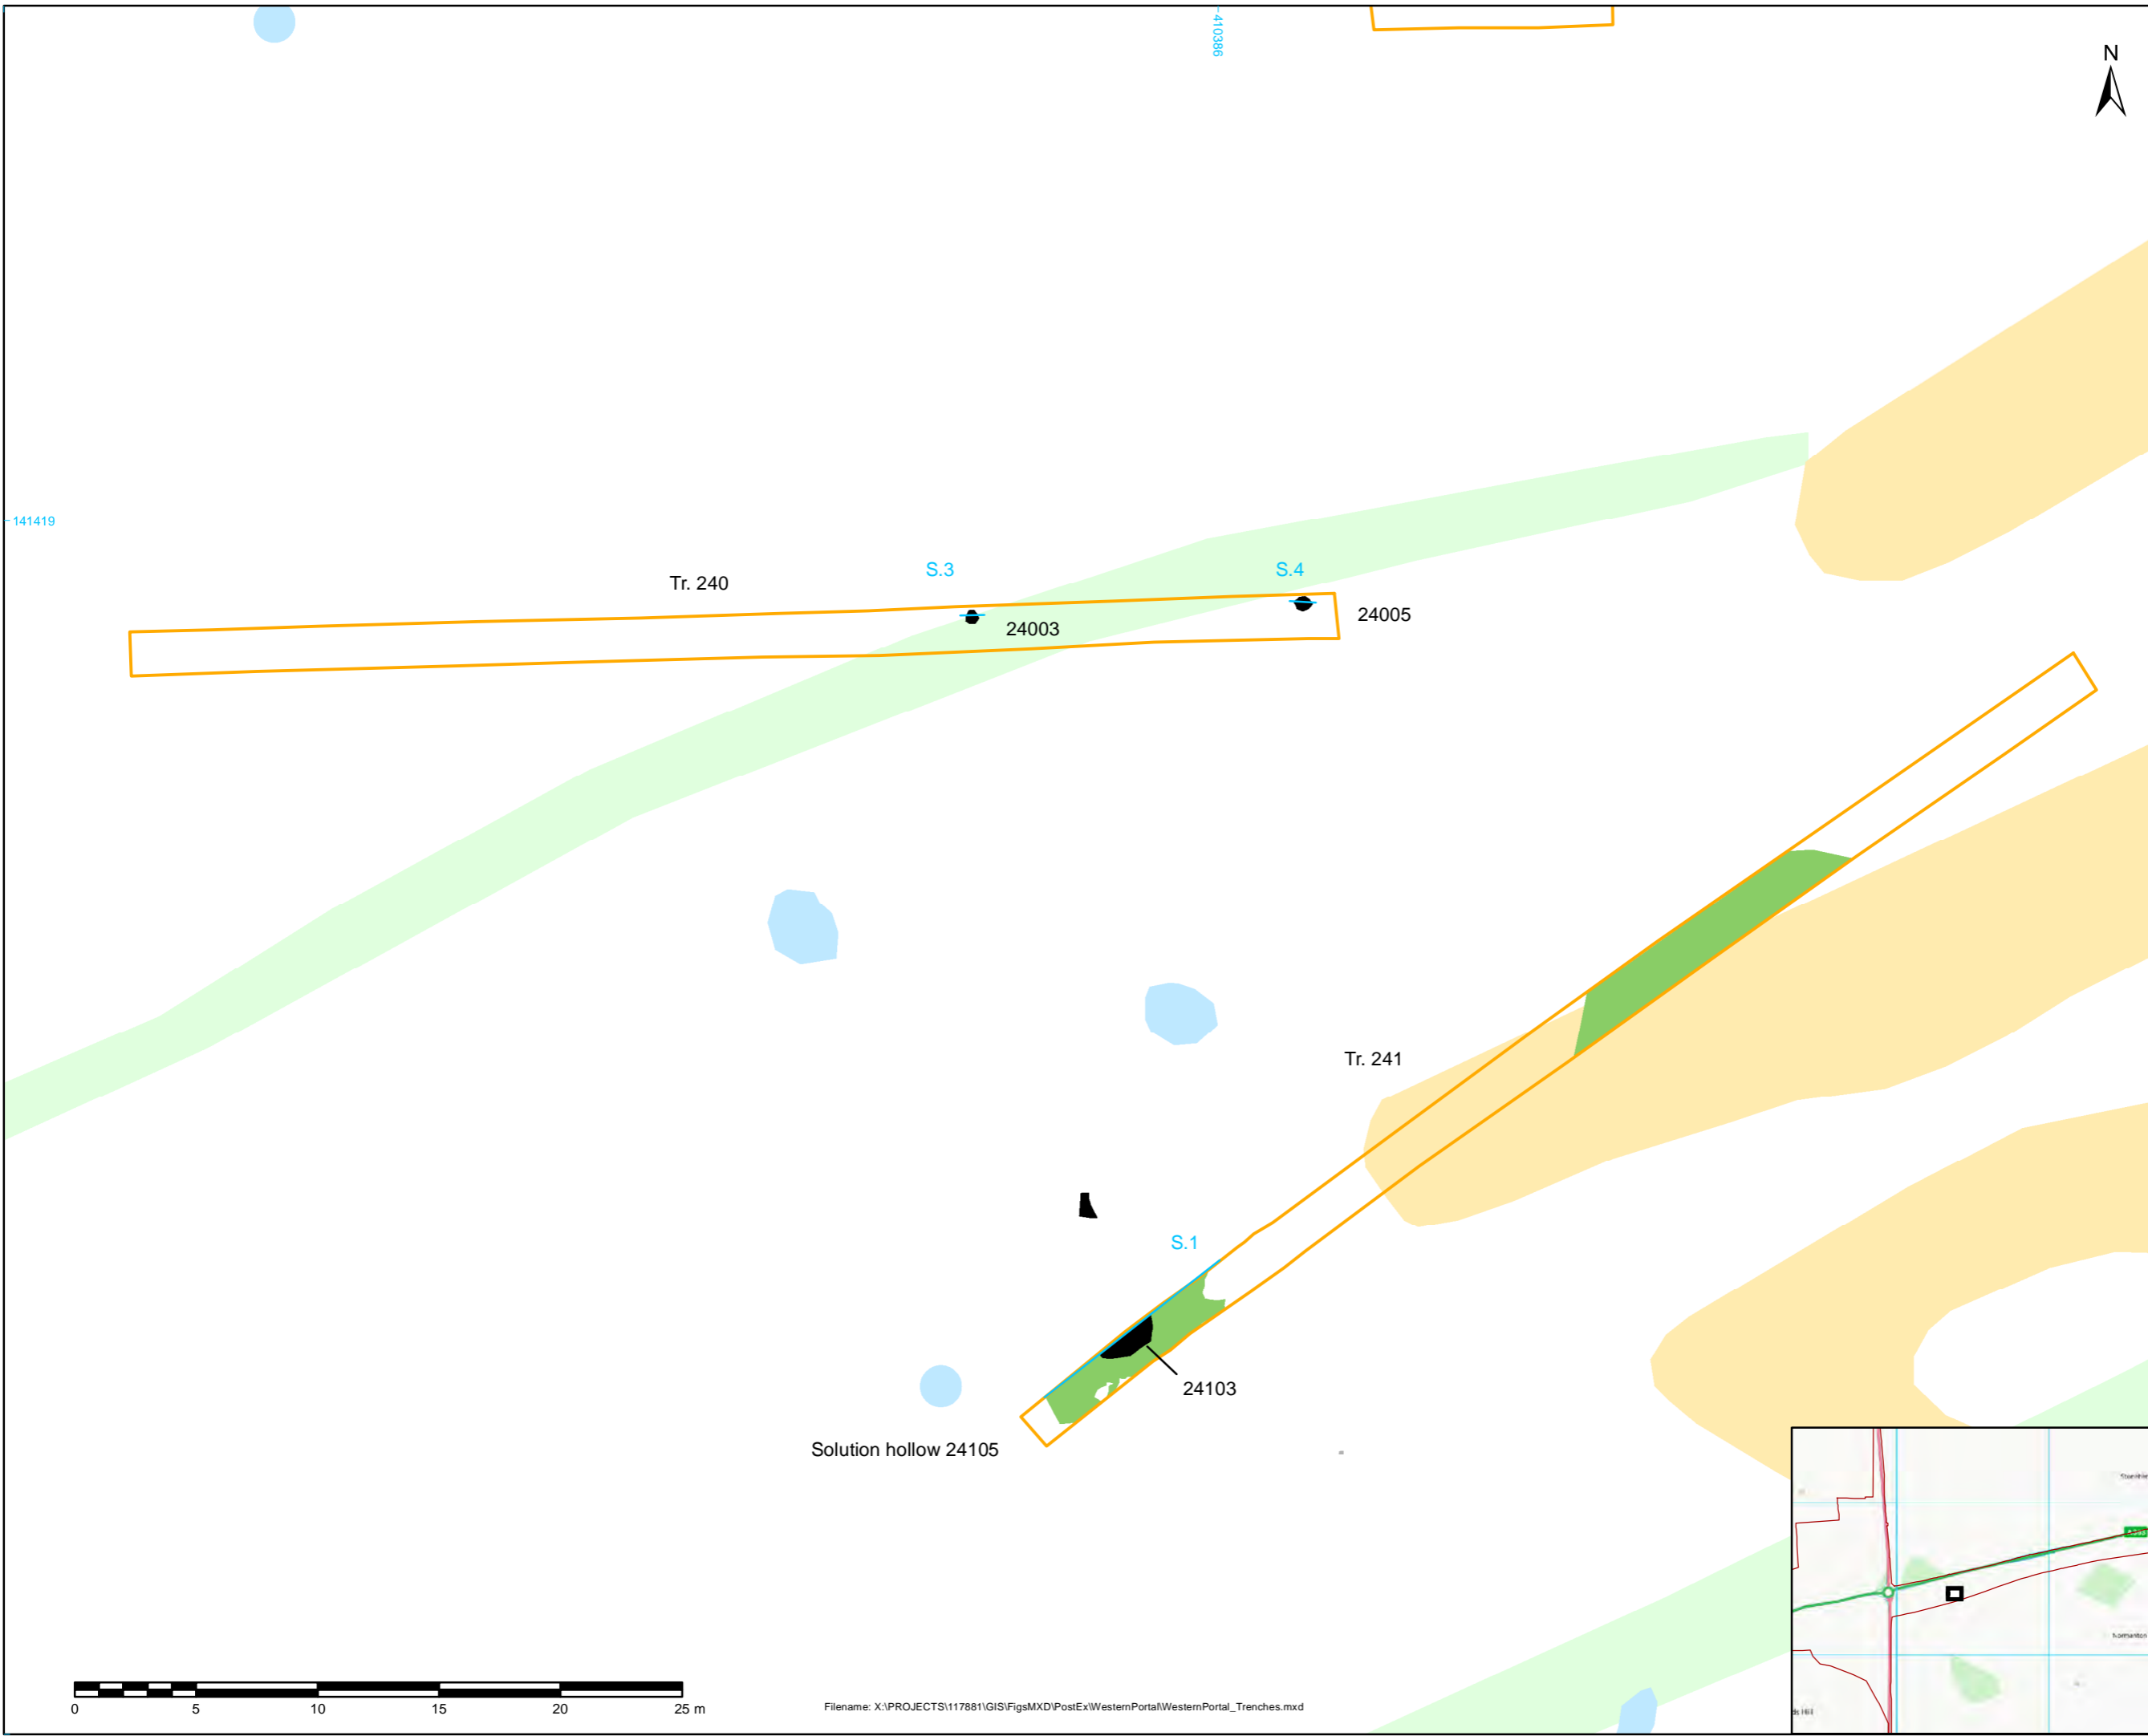 410386
N
141419
S.3
S.4
Tr. 240
24003
24005
Tr. 241
S.1
24103
Solution hollow 24105
0 5 10 15 20 25 m
Filename: X:\PROJECTS\117881\GIS\FigsMXD\PostEx\WesternPortal\WesternPortal_Trenches.mxd
Normanton